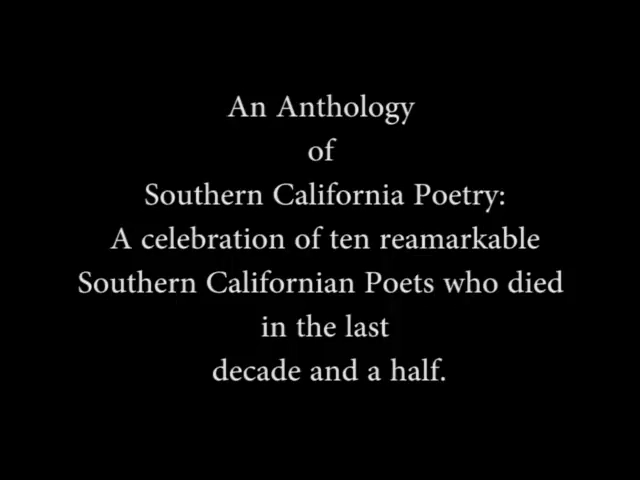 An Anthology
of
Southern California Poetry:
A celebration of ten reamarkable
Southern Californian Poets who died
in the last
decade and a half.